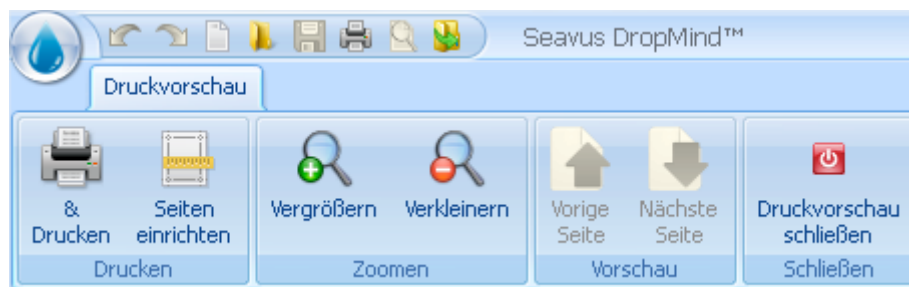 Seavus DropMind™
Druckvorschau
&
Drucken
Seiten
einrichten
Vergrößern
Verkleinern
Vorige
Seite
Nächste
Seite
Druckvorschau
schließen
Drucken
Zoomen
Vorschau
Schließen